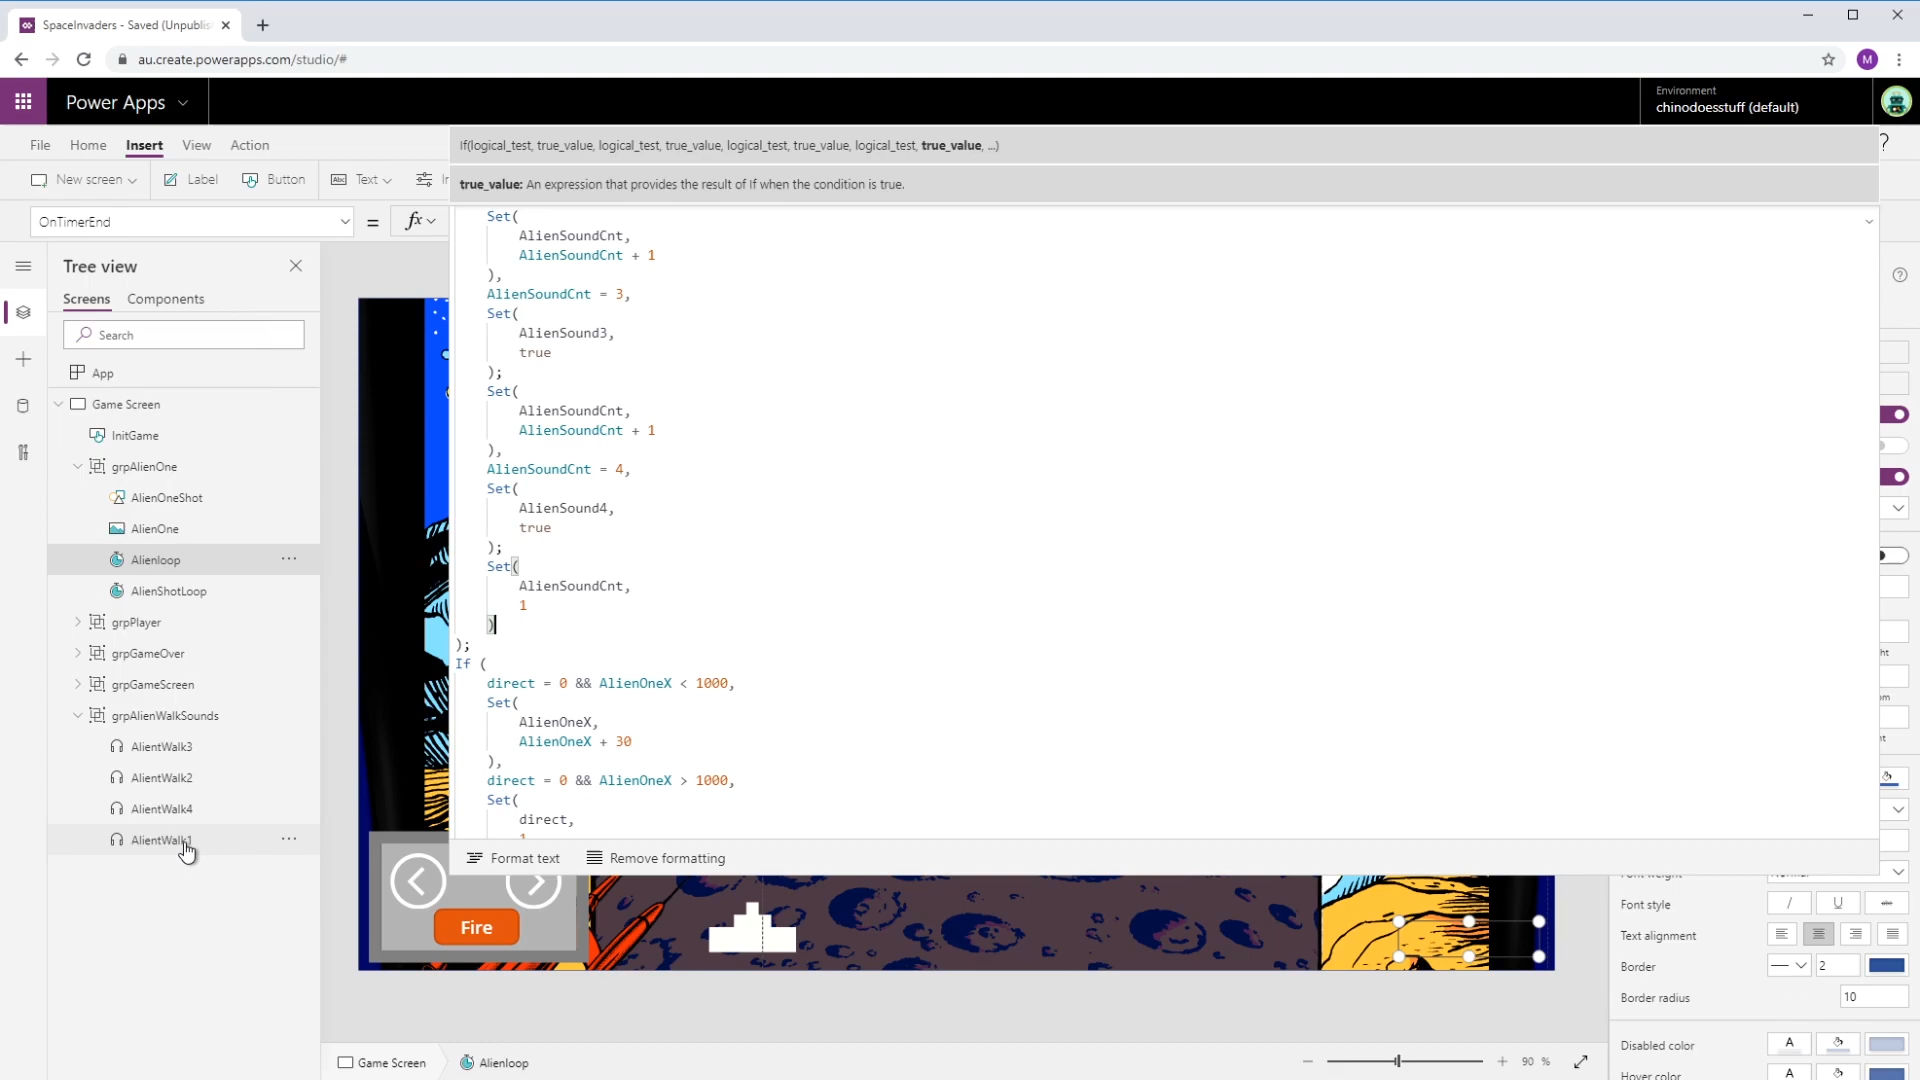 SpaceInvaders - Saved (Unpublis
au.create.powerapps.com/studio/#
M
Power Apps
Environment
chinodoesstuff (default)
File Home Insert View Action
If(logical_test, true_value, logical_test, true_value, logical_test, true_value, logical_test, true_value, ...)
?
New screen Label Button Text In
true_value: An expression that provides the result of If when the condition is true.
OnTimerEnd = fx
Set(
AlienSoundCnt,
AlienSoundCnt + 1
),
AlienSoundCnt = 3,
Set(
AlienSound3,
true
);
Set(
AlienSoundCnt,
AlienSoundCnt + 1
),
AlienSoundCnt = 4,
Set(
AlienSound4,
true
);
Set(
AlienSoundCnt,
1
)
);
If (
direct = 0 && AlienOneX < 1000,
Set(
AlienOneX,
AlienOneX + 30
),
direct = 0 && AlienOneX > 1000,
Set(
direct,
Format text Remove formatting
Tree view
Screens Components
Search
App
Game Screen
InitGame
grpAlienOne
AlienOneShot
AlienOne
Alienloop
AlienShotLoop
grpPlayer
grpGameOver
grpGameScreen
grpAlienWalkSounds
AlientWalk3
AlientWalk2
AlientWalk4
AlientWalk1
Fire
ht
om
Font style / U abc
Text alignment
Border 2
Border radius 10
Disabled color A
Hover color A
Game Screen Alienloop
90 %